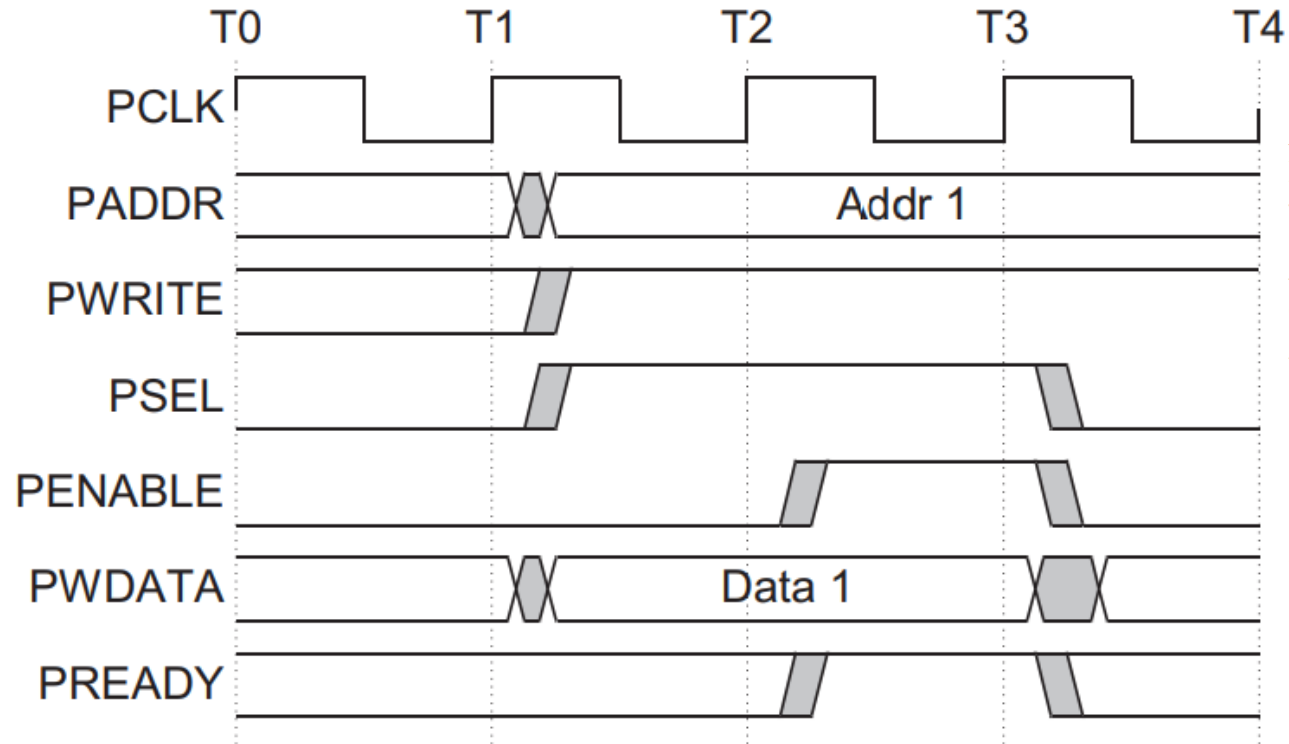 T0 T1 T2 T3 T4
PCLK
PADDR Addr 1
PWRITE
PSEL
PENABLE
PWDATA Data 1
PREADY